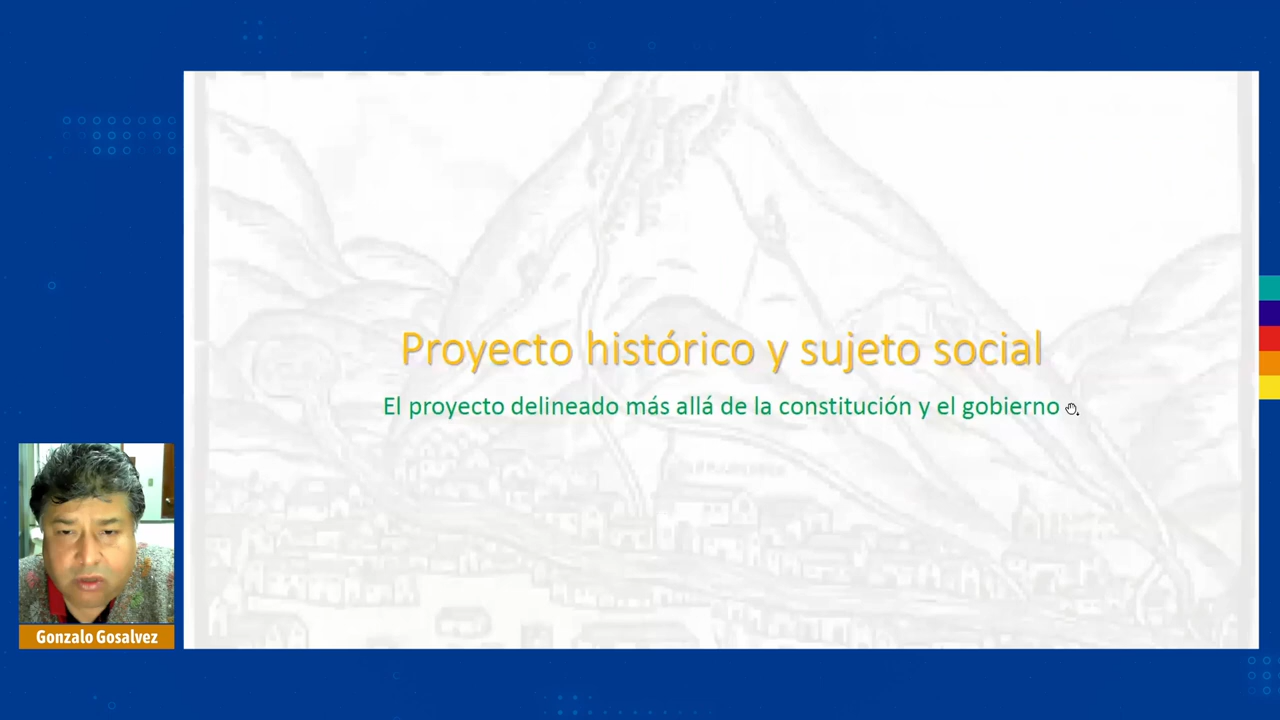 Proyecto histórico y sujeto social
El proyecto delineado más allá de la constitución y el gobierno
Gonzalo Gosalvez